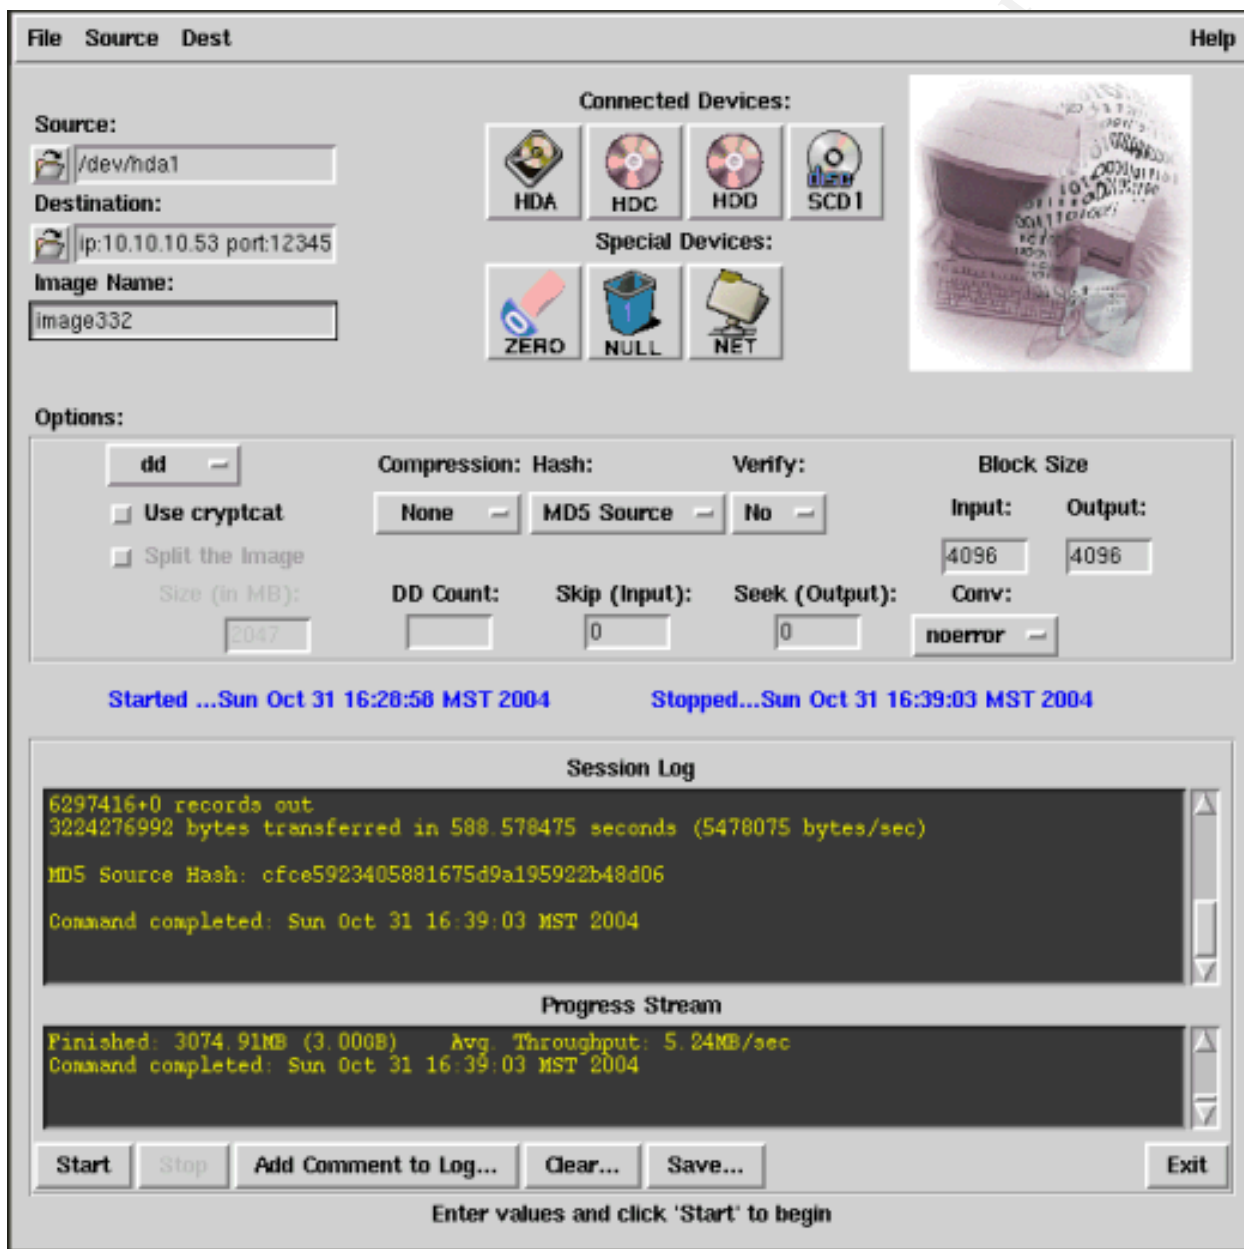 File Source Dest Help
Connected Devices:
Source:
/dev/hda1
HDA HDC HDD disc SCD1
Destination:
ip:10.10.10.53 port:12345
Special Devices:
Image Name:
image332
ZERO NULL NET
Options:
dd Compression: Hash: Verify: Block Size
Use cryptcat None MD5 Source No Input: Output:
Split the Image 4096 4096
Size (in MB): DD Count: Skip (Input): Seek (Output): Conv:
2047 0 0 noerror
Started ...Sun Oct 31 16:28:58 MST 2004 Stopped...Sun Oct 31 16:39:03 MST 2004
Session Log
6297416+0 records out
3224276992 bytes transferred in 588.578475 seconds (5478075 bytes/sec)
MD5 Source Hash: cfce5923405881675d9a195922b48d06
Command completed: Sun Oct 31 16:39:03 MST 2004
Progress Stream
Finished: 3074.91MB (3.00GB) Avg. Throughput: 5.24MB/sec
Command completed: Sun Oct 31 16:39:03 MST 2004
Start Stop Add Comment to Log... Clear... Save... Exit
Enter values and click 'Start' to begin